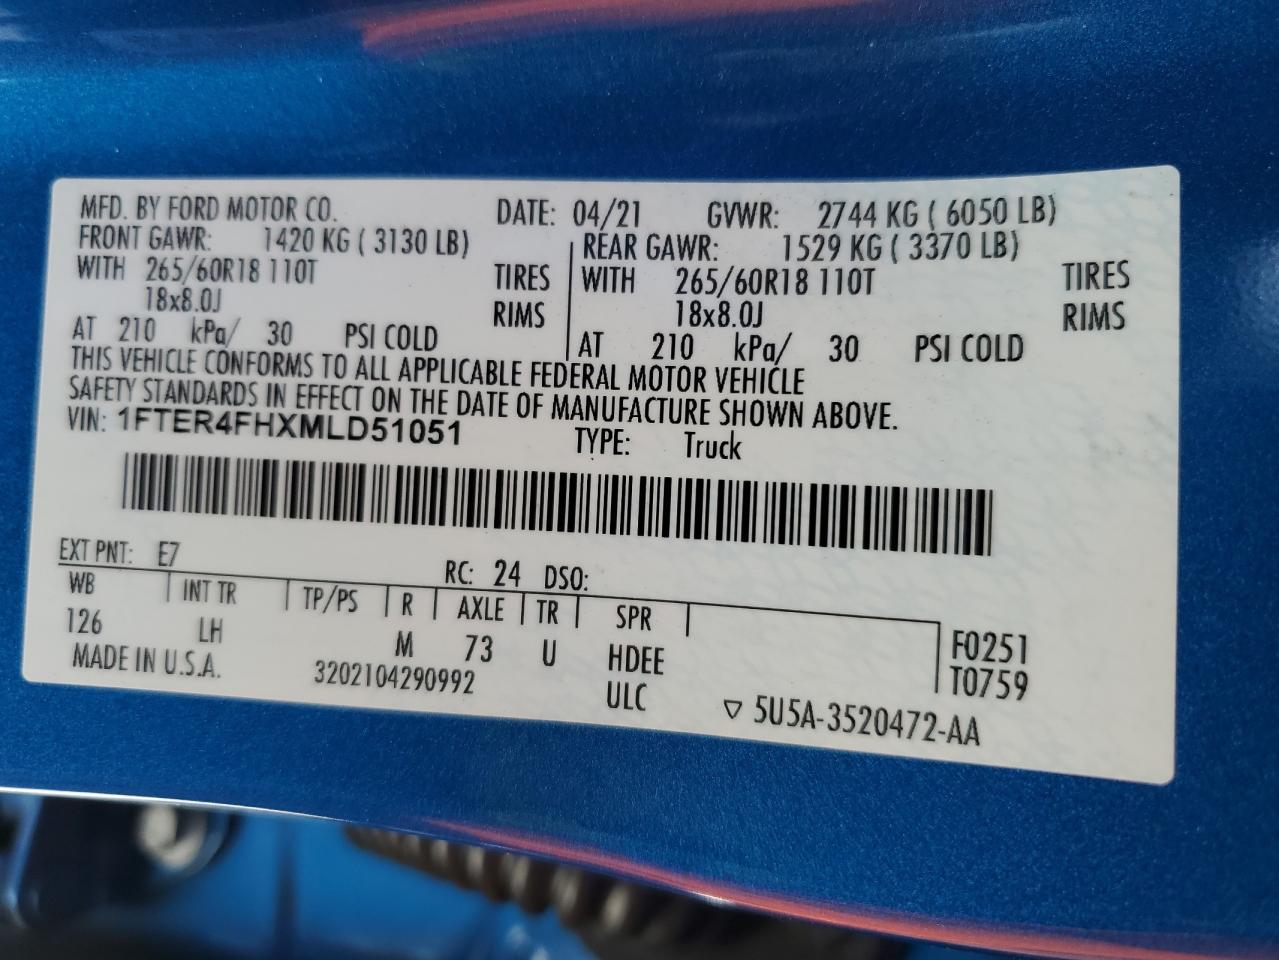 MFD. BY FORD MOTOR CO. DATE: 04/21 GVWR: 2744 KG ( 6050 LB)
FRONT GAWR: 1420 KG ( 3130 LB) REAR GAWR: 1529 KG ( 3370 LB)
WITH 265/60R18 110T TIRES WITH 265/60R18 110T TIRES
18x8.0J RIMS 18x8.0J RIMS
AT 210 kPa/ 30 PSI COLD AT 210 kPa/ 30 PSI COLD
THIS VEHICLE CONFORMS TO ALL APPLICABLE FEDERAL MOTOR VEHICLE
SAFETY STANDARDS IN EFFECT ON THE DATE OF MANUFACTURE SHOWN ABOVE.
VIN: 1FTER4FHXMLD51051 TYPE: Truck
EXT PNT: E7 RC: 24 DSO:
WB INT TR TP/PS R AXLE TR SPR
126 LH M 73 U HDEE F0251
MADE IN U.S.A. 3202104290992 ULC T0759
▽ 5U5A-3520472-AA